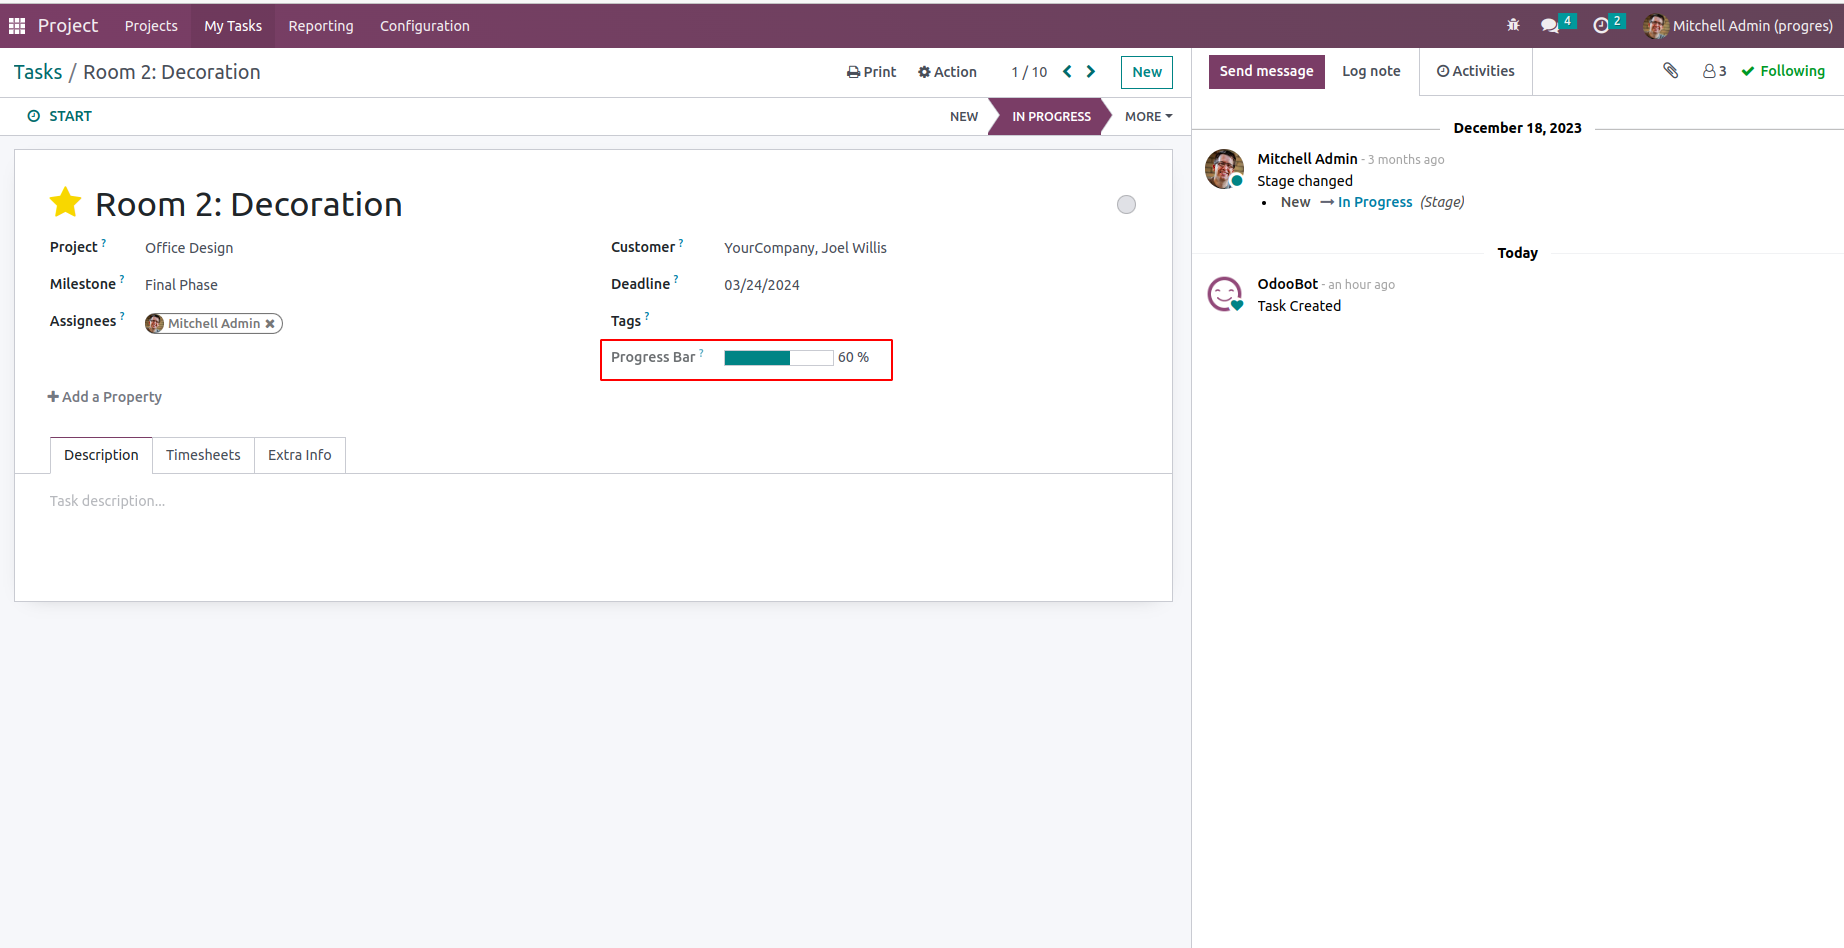 Project Projects My Tasks Reporting Configuration 4 2 Mitchell Admin (progres)
Tasks / Room 2: Decoration Print Action 1 / 10 New
START NEW IN PROGRESS MORE
Room 2: Decoration
Project ? Office Design Customer ? YourCompany, Joel Willis
Milestone ? Final Phase Deadline ? 03/24/2024
Assignees ? Mitchell Admin Tags ?
Progress Bar ? 60 %
Add a Property
Description Timesheets Extra Info
Task description...
Send message Log note Activities 3 Following
December 18, 2023
Mitchell Admin - 3 months ago
Stage changed
• New → In Progress (Stage)
Today
OdooBot - an hour ago
Task Created